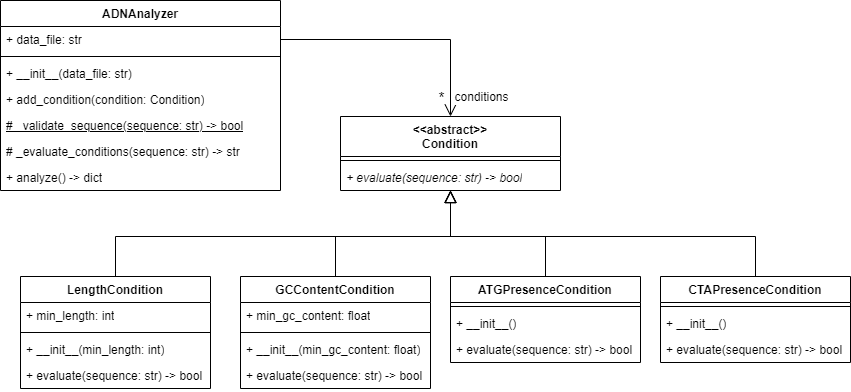 ADNAnalyzer
+ data_file: str
+ __init__(data_file: str)
+ add_condition(condition: Condition)
# _validate_sequence(sequence: str) -> bool
# _evaluate_conditions(sequence: str) -> str
+ analyze() -> dict
* conditions
<<abstract>>
Condition
+ evaluate(sequence: str) -> bool
LengthCondition
+ min_length: int
+ __init__(min_length: int)
+ evaluate(sequence: str) -> bool
GCContentCondition
+ min_gc_content: float
+ __init__(min_gc_content: float)
+ evaluate(sequence: str) -> bool
ATGPresenceCondition
+ __init__()
+ evaluate(sequence: str) -> bool
CTAPresenceCondition
+ __init__()
+ evaluate(sequence: str) -> bool